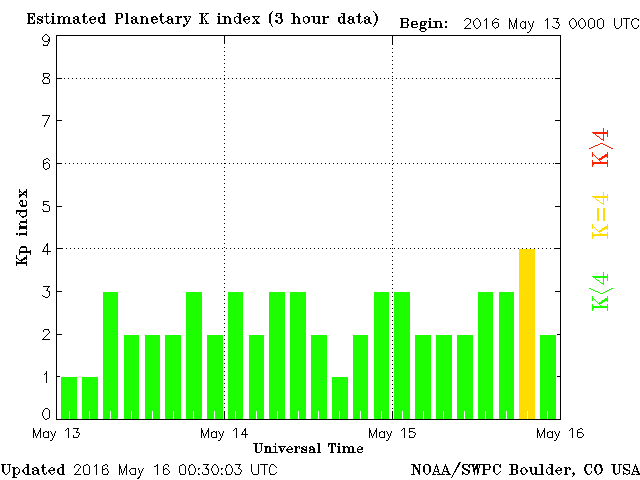 Estimated Planetary K index (3 hour data)
Begin: 2016 May 13 0000 UTC
9
8
7
6
5
4
3
2
1
0
Kp index
K>4
K=4
K<4
May 13
May 14
May 15
May 16
Universal Time
Updated 2016 May 16 00:30:03 UTC
NOAA/SWPC Boulder, CO USA